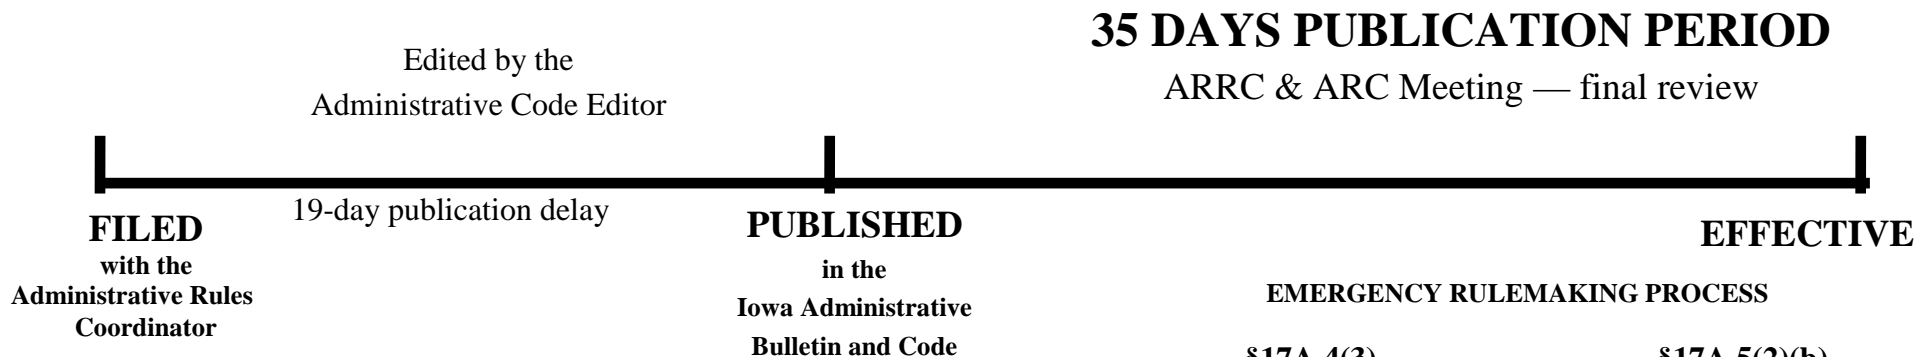 35 DAYS PUBLICATION PERIOD
ARRC & ARC Meeting — final review
Edited by the
Administrative Code Editor
19-day publication delay
FILED
with the
Administrative Rules
Coordinator
PUBLISHED
in the
Iowa Administrative
Bulletin and Code
EFFECTIVE
EMERGENCY RULEMAKING PROCESS
§17A.4(3)
§17A.5(2)(b)